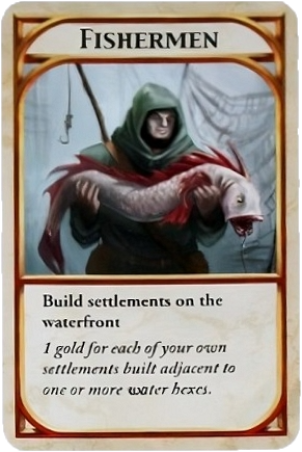 FISHERMEN
Build settlements on the
waterfront
1 gold for each of your own
settlements built adjacent to
one or more water hexes.